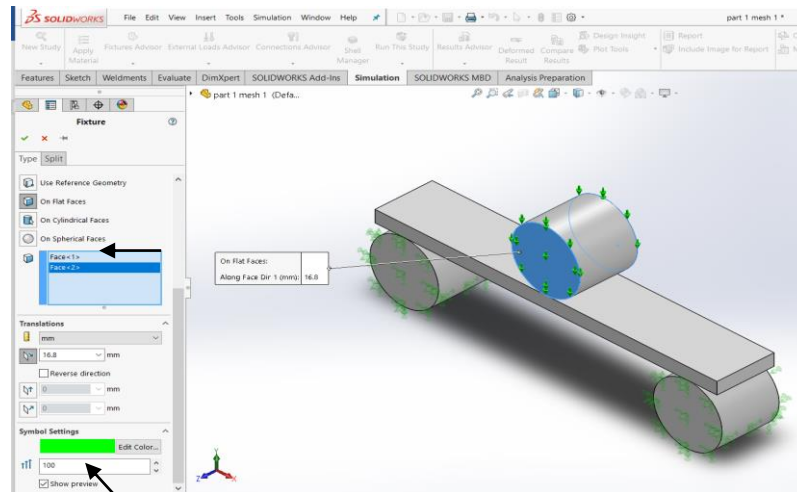 SOLIDWORKS File Edit View Insert Tools Simulation Window Help part 1 mesh 1 *
New Study Apply Material Fixtures Advisor External Loads Advisor Connections Advisor Shell Manager Run This Study Results Advisor Deformed Result Compare Results Design Insight Plot Tools Report Include Image for Report
Features Sketch Weldments Evaluate DimXpert SOLIDWORKS Add-Ins Simulation SOLIDWORKS MBD Analysis Preparation
part 1 mesh 1 (Defa...
Fixture
Type Split
Use Reference Geometry
On Flat Faces
On Cylindrical Faces
On Spherical Faces
Face<1>
Face<2>
On Flat Faces:
Along Face Dir 1 (mm): 16.8
Translations
mm
16.8 mm
Reverse direction
0 mm
0 mm
Symbol Settings
Edit Color...
100
Show preview
Y
Z X